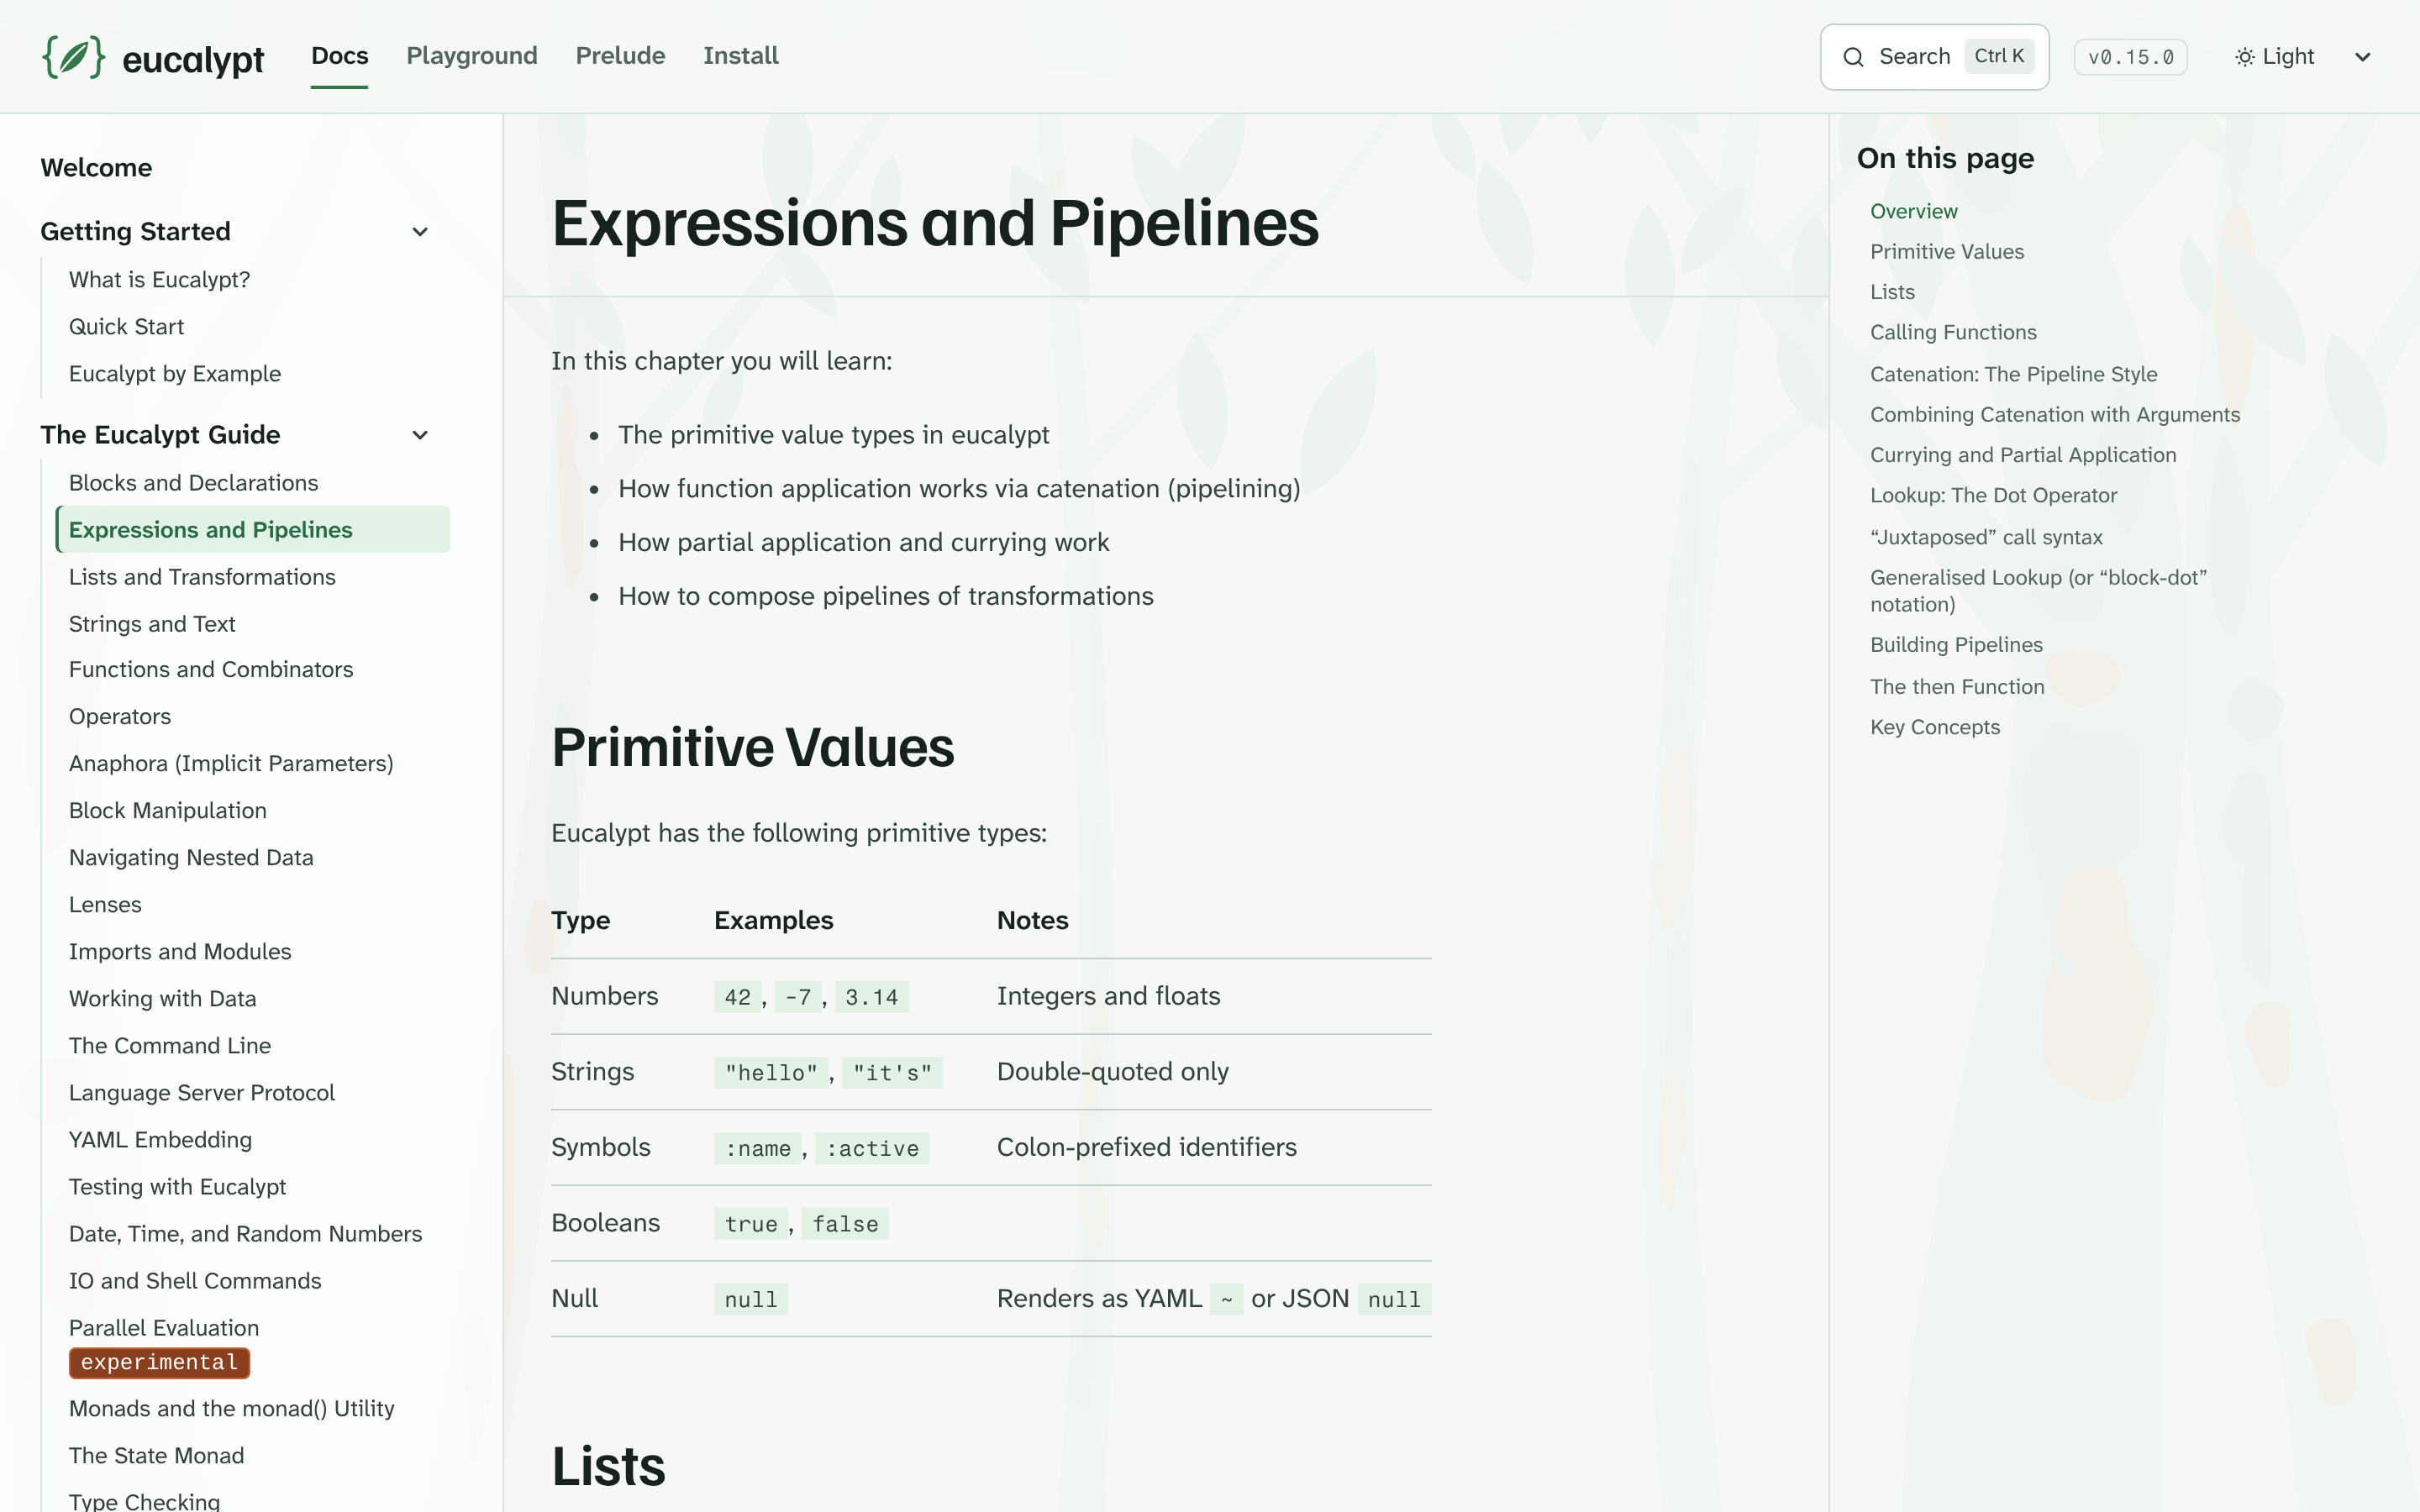 eucalypt
Docs
Playground
Prelude
Install
Search
Ctrl K
v0.15.0
Light
Welcome
Getting Started
What is Eucalypt?
Quick Start
Eucalypt by Example
The Eucalypt Guide
Blocks and Declarations
Expressions and Pipelines
Lists and Transformations
Strings and Text
Functions and Combinators
Operators
Anaphora (Implicit Parameters)
Block Manipulation
Navigating Nested Data
Lenses
Imports and Modules
Working with Data
The Command Line
Language Server Protocol
YAML Embedding
Testing with Eucalypt
Date, Time, and Random Numbers
IO and Shell Commands
Parallel Evaluation
experimental
Monads and the monad() Utility
The State Monad
Type Checking
Expressions and Pipelines
In this chapter you will learn:
• The primitive value types in eucalypt
• How function application works via catenation (pipelining)
• How partial application and currying work
• How to compose pipelines of transformations
Primitive Values
Eucalypt has the following primitive types:
Type Examples Notes
Numbers 42, -7, 3.14 Integers and floats
Strings "hello", "it's" Double-quoted only
Symbols :name, :active Colon-prefixed identifiers
Booleans true, false
Null null Renders as YAML ~ or JSON null
Lists
On this page
Overview
Primitive Values
Lists
Calling Functions
Catenation: The Pipeline Style
Combining Catenation with Arguments
Currying and Partial Application
Lookup: The Dot Operator
“Juxtaposed” call syntax
Generalised Lookup (or “block-dot”
notation)
Building Pipelines
The then Function
Key Concepts